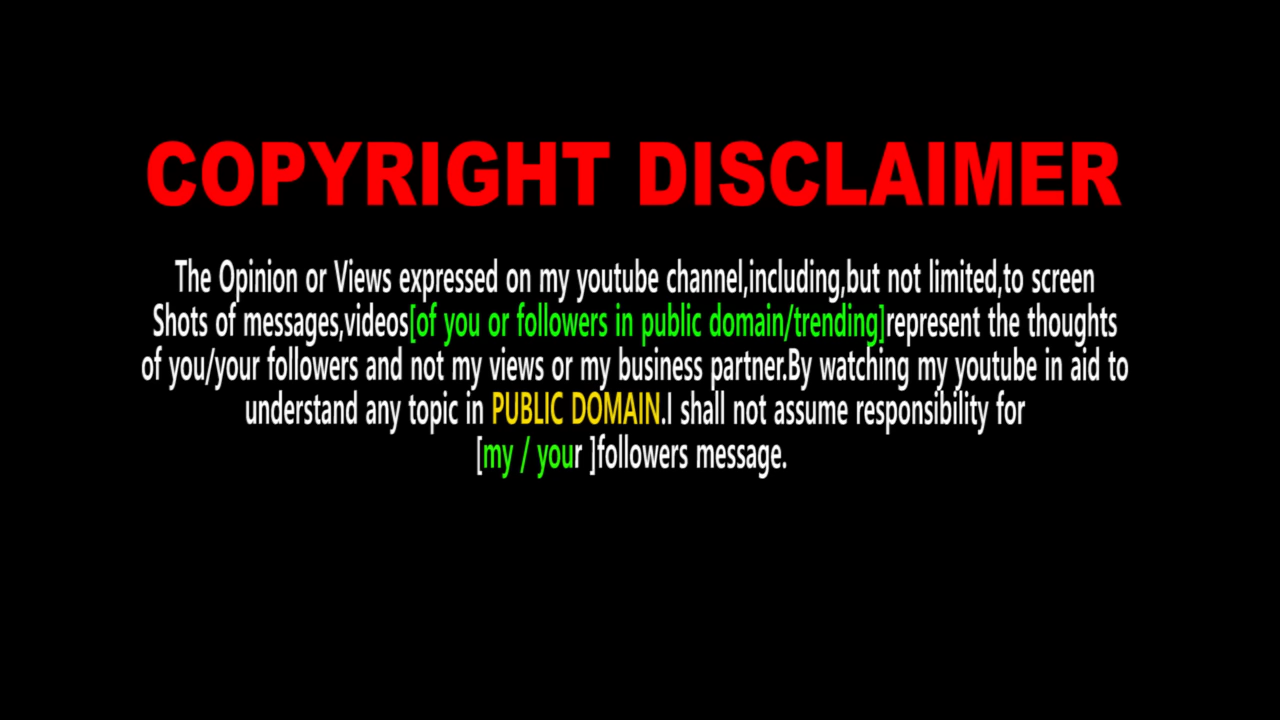 COPYRIGHT DISCLAIMER
The Opinion or Views expressed on my youtube channel,including,but not limited,to screen
Shots of messages,videos[of you or followers in public domain/trending]represent the thoughts
of you/your followers and not my views or my business partner.By watching my youtube in aid to
understand any topic in PUBLIC DOMAIN.I shall not assume responsibility for
[my / your ]followers message.